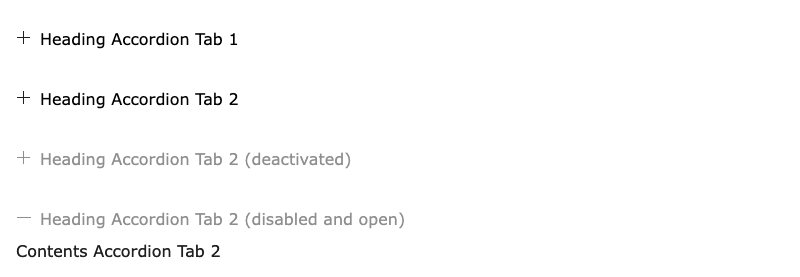 Heading Accordion Tab 1
Heading Accordion Tab 2
Heading Accordion Tab 2 (deactivated)
Heading Accordion Tab 2 (disabled and open)
Contents Accordion Tab 2